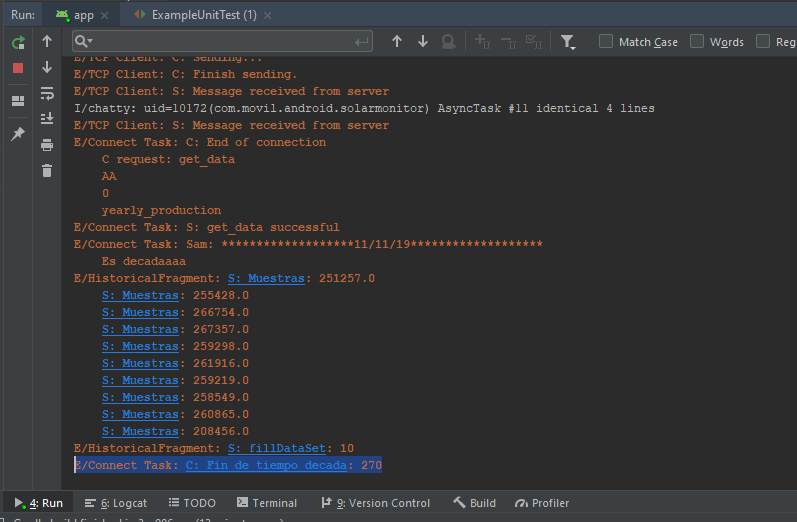 Run: app ExampleUnitTest (1)
Match Case Words Reg
E/TCP Client: C: Sending...
E/TCP Client: C: Finish sending.
E/TCP Client: S: Message received from server
I/chatty: uid=10172(com.movil.android.solarmonitor) AsyncTask #11 identical 4 lines
E/TCP Client: S: Message received from server
E/Connect Task: C: End of connection
C request: get_data
AA
0
yearly_production
E/Connect Task: S: get_data successful
E/Connect Task: Sam: *******************11/11/19*******************
Es decadaaaa
E/HistoricalFragment: S: Muestras: 251257.0
S: Muestras: 255428.0
S: Muestras: 266754.0
S: Muestras: 267357.0
S: Muestras: 259298.0
S: Muestras: 261916.0
S: Muestras: 259219.0
S: Muestras: 258549.0
S: Muestras: 260865.0
S: Muestras: 208456.0
E/HistoricalFragment: S: fillDataSet: 10
E/Connect Task: C: Fin de tiempo decada: 270
4: Run 6: Logcat TODO Terminal 9: Version Control Build Profiler